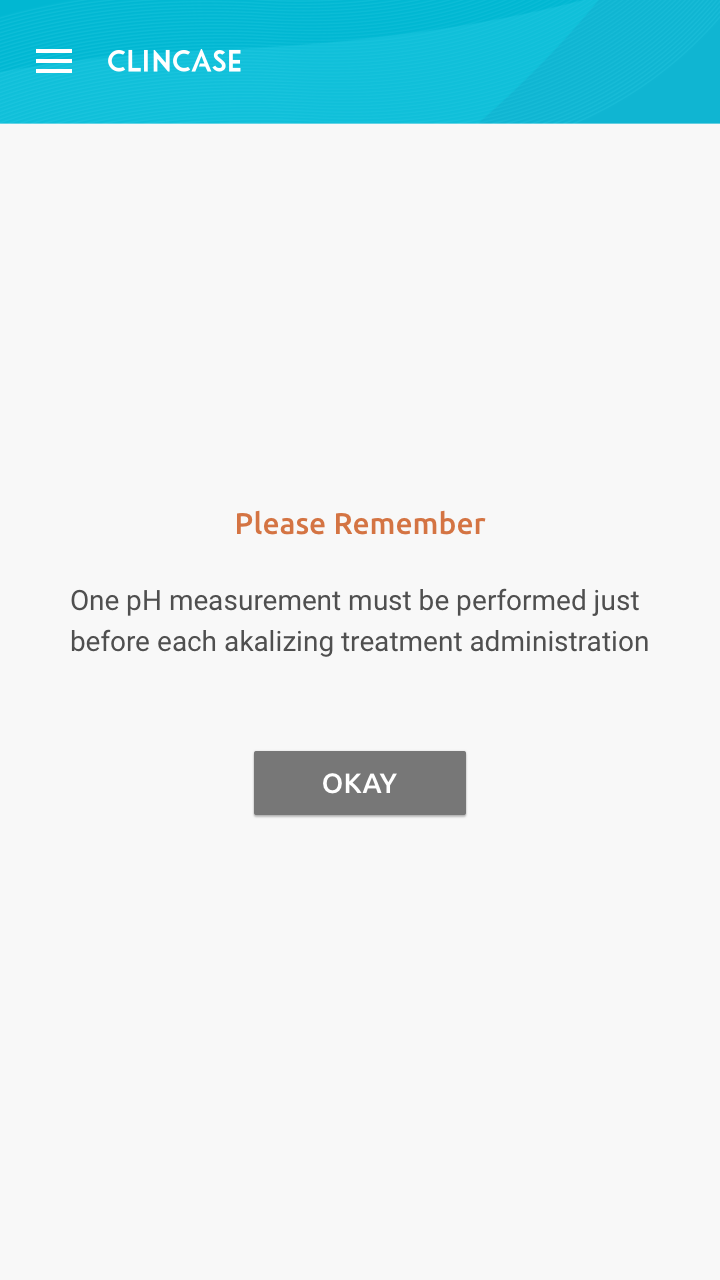 CLINCASE
Please Remember
One pH measurement must be performed just
before each akalizing treatment administration
OKAY